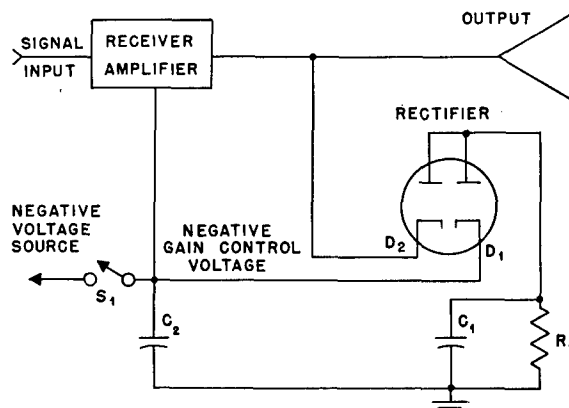 OUTPUT
SIGNAL
INPUT
RECEIVER
AMPLIFIER
RECTIFIER
NEGATIVE
VOLTAGE
SOURCE
NEGATIVE
GAIN CONTROL
VOLTAGE
D2
D1
S1
C2
C1
R